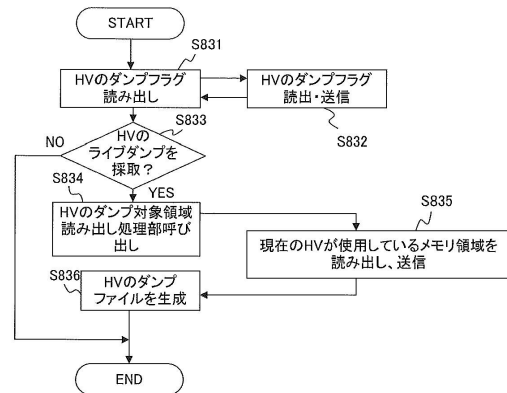 START
S831
HVのダンプフラグ
読み出し
HVのダンプフラグ
読出・送信
S832
S833
HVの
ライブダンプを
採取？
NO
YES
S834
HVのダンプ対象領域
読み出し処理部呼び
出し
S835
現在のHVが使用しているメモリ領域を
読み出し、送信
S836
HVのダンプ
ファイルを生成
END